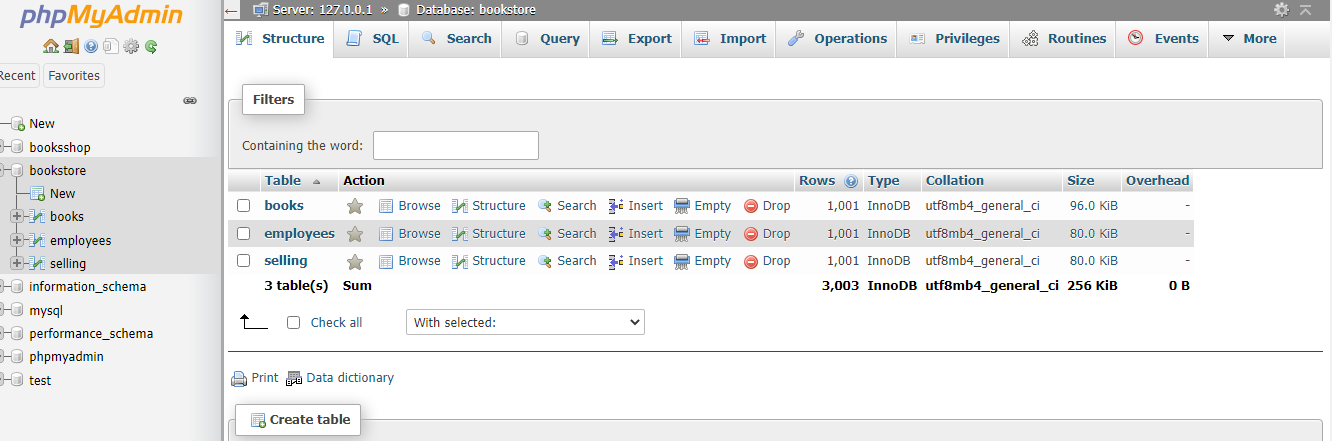 phpMyAdmin
Recent Favorites
New
booksshop
bookstore
New
books
employees
selling
information_schema
mysql
performance_schema
phpmyadmin
test
Server: 127.0.0.1 » Database: bookstore
Structure SQL Search Query Export Import Operations Privileges Routines Events More
Filters
Containing the word:
Table Action Rows Type Collation Size Overhead
books Browse Structure Search Insert Empty Drop 1,001 InnoDB utf8mb4_general_ci 96.0 KiB -
employees Browse Structure Search Insert Empty Drop 1,001 InnoDB utf8mb4_general_ci 80.0 KiB -
selling Browse Structure Search Insert Empty Drop 1,001 InnoDB utf8mb4_general_ci 80.0 KiB -
3 table(s) Sum 3,003 InnoDB utf8mb4_general_ci 256 KiB 0 B
Check all With selected:
Print Data dictionary
Create table